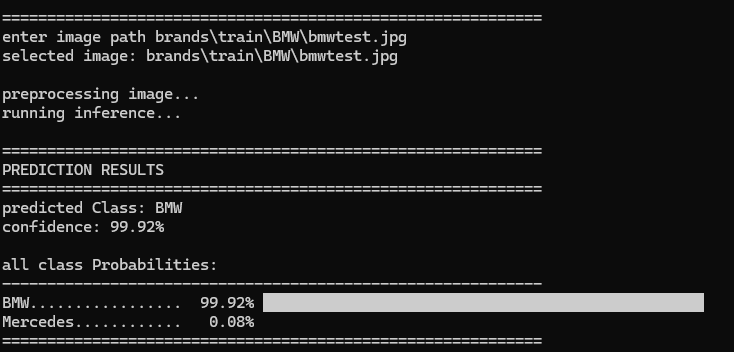 ============================================================
enter image path brands\train\BMW\bmwtest.jpg
selected image: brands\train\BMW\bmwtest.jpg
preprocessing image...
running inference...
============================================================
PREDICTION RESULTS
============================================================
predicted Class: BMW
confidence: 99.92%
all class Probabilities:
------------------------------------------------------------
BMW................. 99.92%
Mercedes............ 0.08%
============================================================